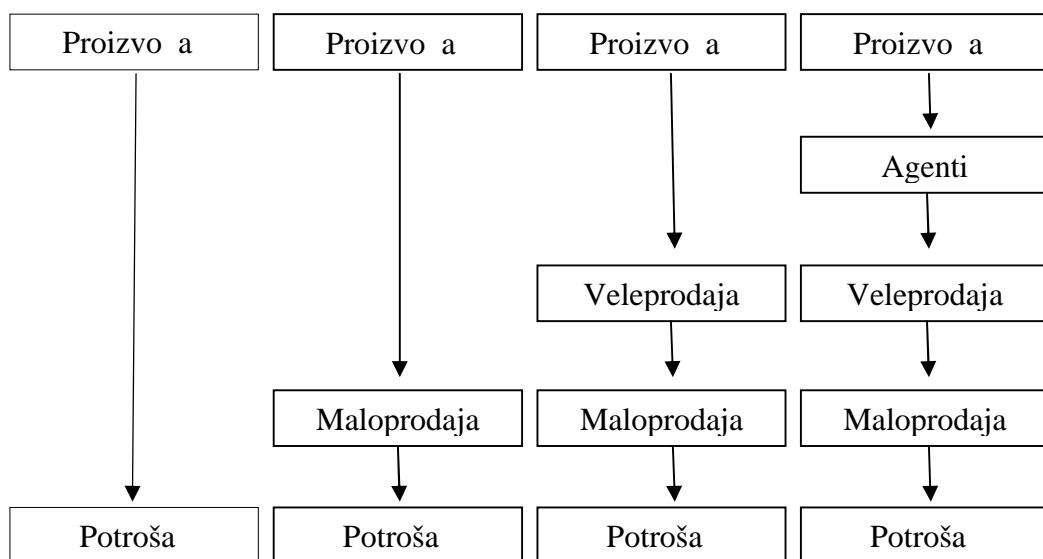 Proizvo a Proizvo a Proizvo a Proizvo a
Agenti
Veleprodaja Veleprodaja
Maloprodaja Maloprodaja Maloprodaja
Potroša Potroša Potroša Potroša